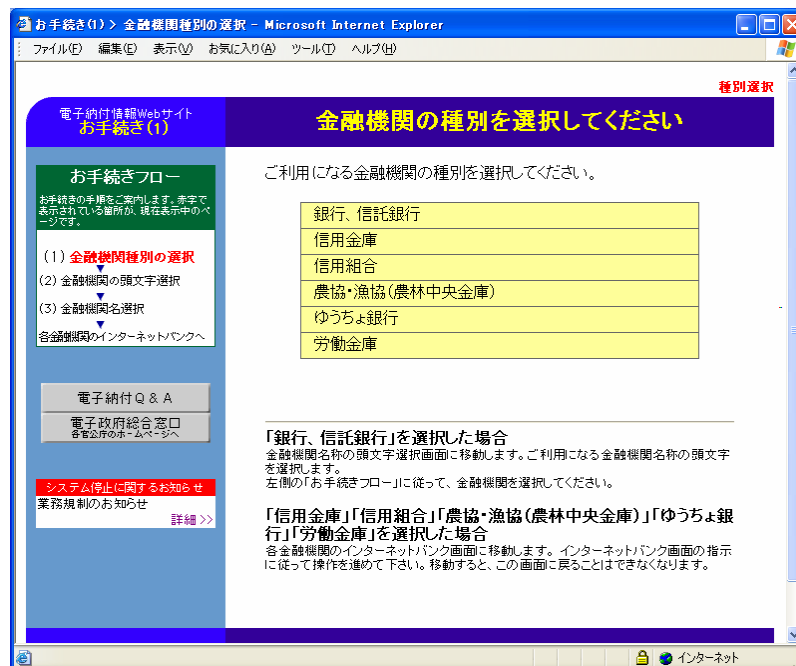 お手続き(1)> 金融機関種別の選択 - Microsoft Internet Explorer
ファイル(F) 編集(E) 表示(V) お気に入り(A) ツール(T) ヘルプ(H)
種別選択
電子納付情報Webサイト
お手続き(1)
金融機関の種別を選択してください
お手続きフロー
お手続きの手順をご案内します。赤字で
表示されている箇所が、現在表示中のペ
ージです。
(1) 金融機関種別の選択
▼
(2) 金融機関の頭文字選択
▼
(3) 金融機関名選択
▼
各金融機関のインターネットバンクへ
電子納付Q & A
電子政府総合窓口
各官公庁のホームページへ
システム停止に関するお知らせ
業務規制のお知らせ
詳細>>
ご利用になる金融機関の種別を選択してください。
銀行、信託銀行
信用金庫
信用組合
農協・漁協(農林中央金庫)
ゆうちょ銀行
労働金庫
「銀行、信託銀行」を選択した場合
金融機関名称の頭文字選択画面に移動します。ご利用になる金融機関名称の頭文字
を選択します。
左側の「お手続きフロー」に従って、金融機関を選択してください。
「信用金庫」「信用組合」「農協・漁協(農林中央金庫)」「ゆうちょ銀
行」「労働金庫」を選択した場合
各金融機関のインターネットバンク画面に移動します。インターネットバンク画面の指示
に従って操作を進めて下さい。移動すると、この画面に戻ることはできなくなります。
インターネット